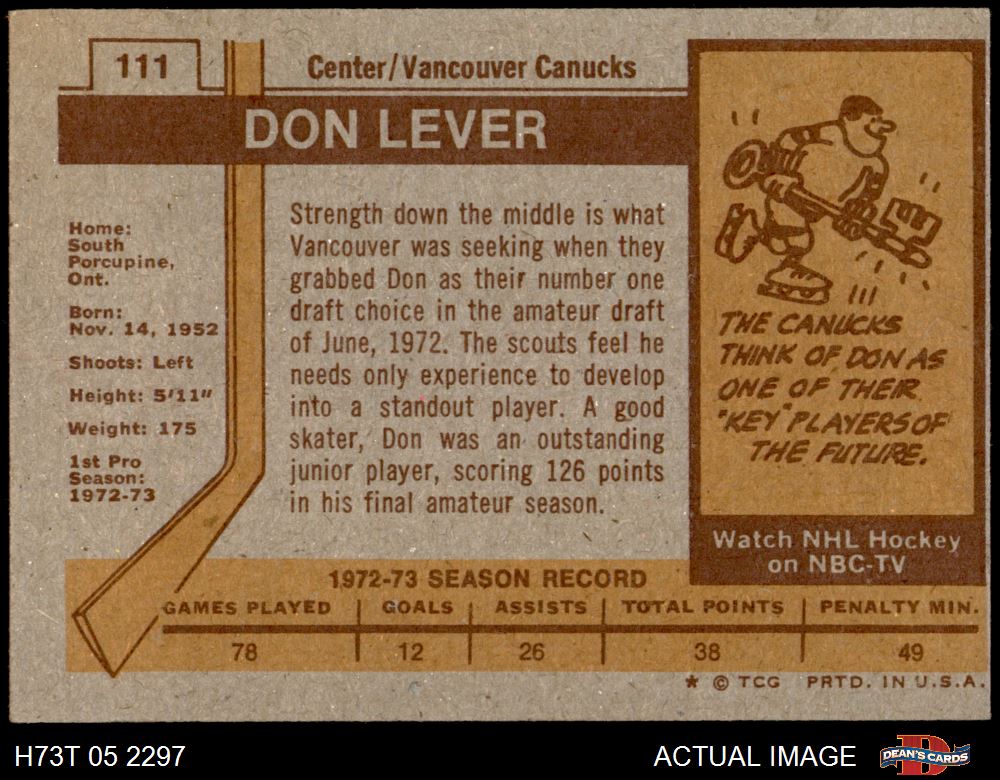 111
Center/Vancouver Canucks
DON LEVER
Home:
South
Porcupine,
Ont.
Born:
Nov. 14, 1952
Shoots: Left
Height: 5'11"
Weight: 175
1st Pro
Season:
1972-73
Strength down the middle is what
Vancouver was seeking when they
grabbed Don as their number one
draft choice in the amateur draft
of June, 1972. The scouts feel he
needs only experience to develop
into a standout player. A good
skater, Don was an outstanding
junior player, scoring 126 points
in his final amateur season.
THE CANUCKS
THINK OF DON AS
ONE OF THEIR
"KEY" PLAYERS OF
THE FUTURE.
Watch NHL Hockey
on NBC-TV
1972-73 SEASON RECORD
GAMES PLAYED GOALS ASSISTS TOTAL POINTS PENALTY MIN.
78 12 26 38 49
* © TCG PRTD. IN U.S.A.
H73T 05 2297 ACTUAL IMAGE DEAN'S CARDS